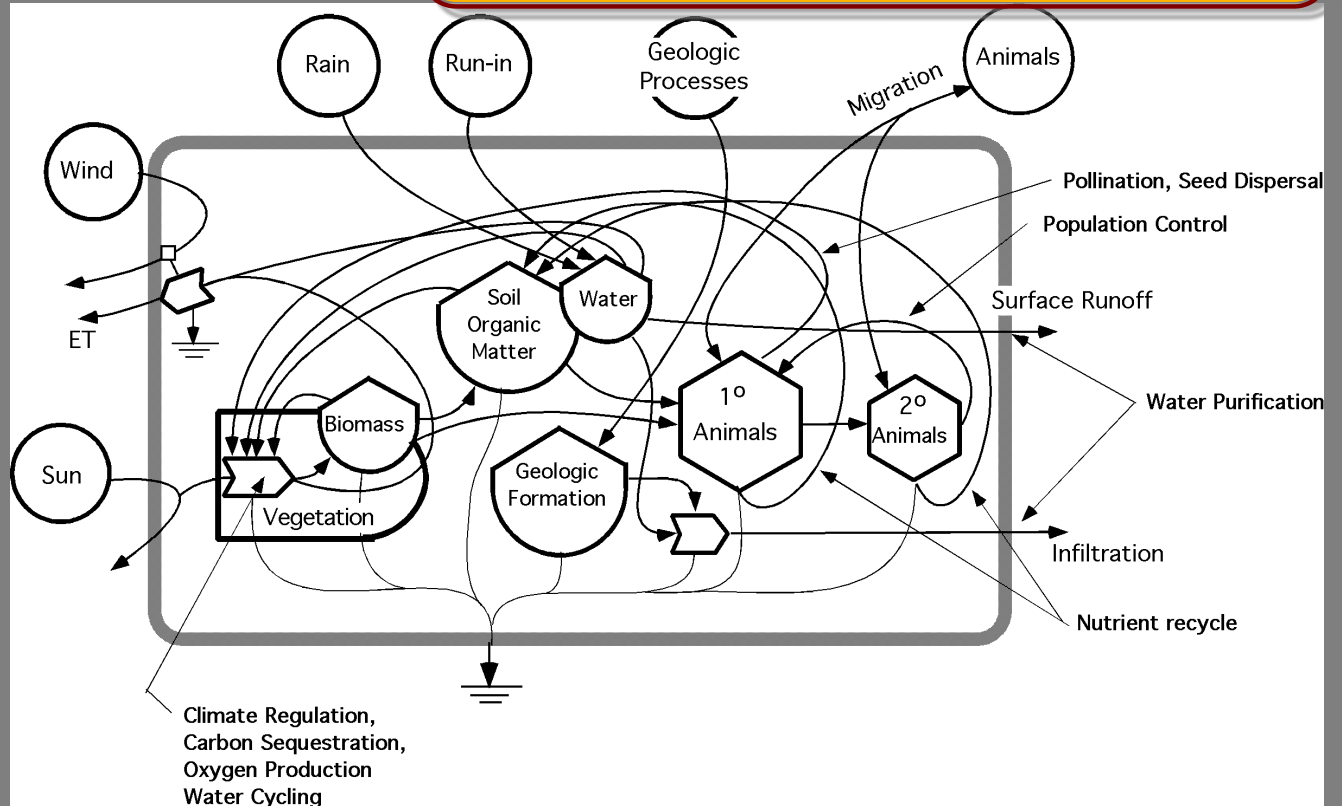 Rain
Run-in
Geologic
Processes
Animals
Migration
Wind
Pollination, Seed Dispersal
Population Control
Surface Runoff
ET
Soil
Organic
Matter
Water
1º
Animals
2º
Animals
Biomass
Water Purification
Sun
Geologic
Formation
Vegetation
Infiltration
Nutrient recycle
Climate Regulation,
Carbon Sequestration,
Oxygen Production
Water Cycling